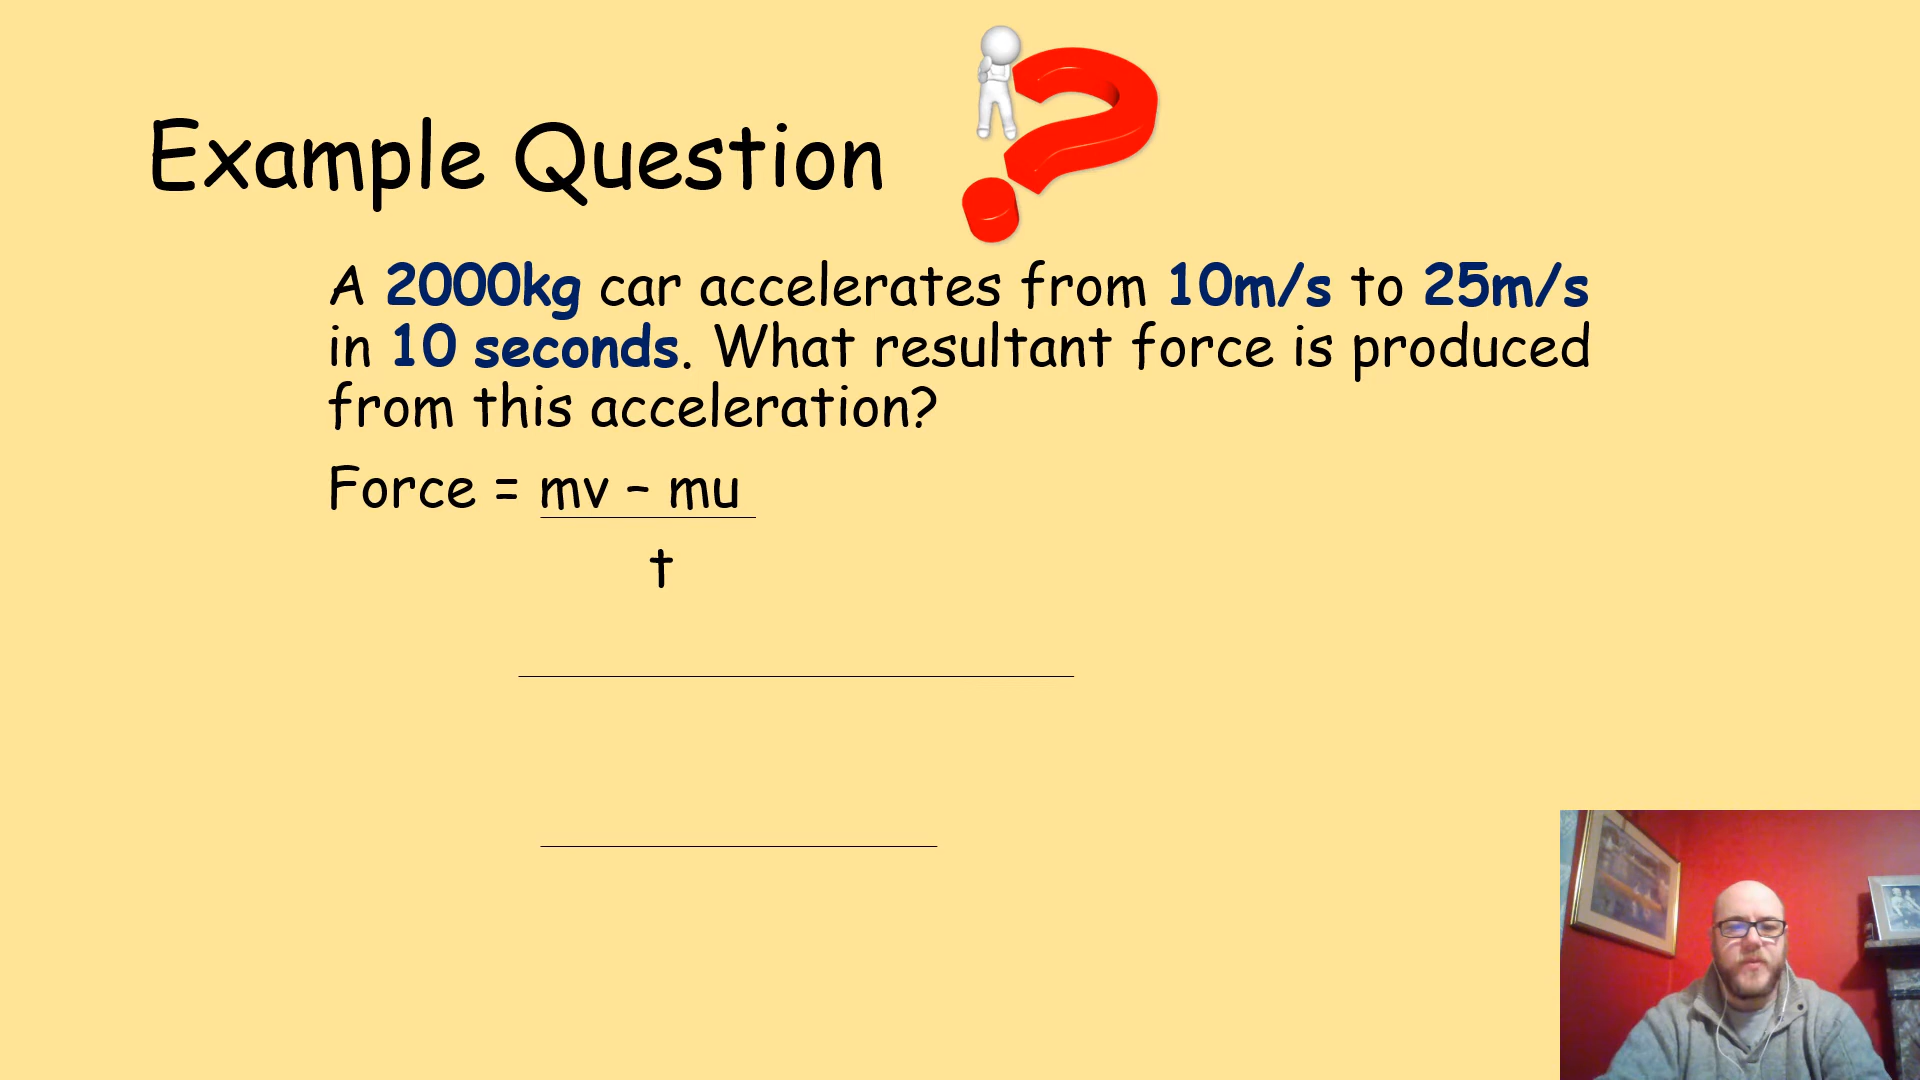 Example Question
A 2000kg car accelerates from 10m/s to 25m/s
in 10 seconds. What resultant force is produced
from this acceleration?
Force = mv – mu
t